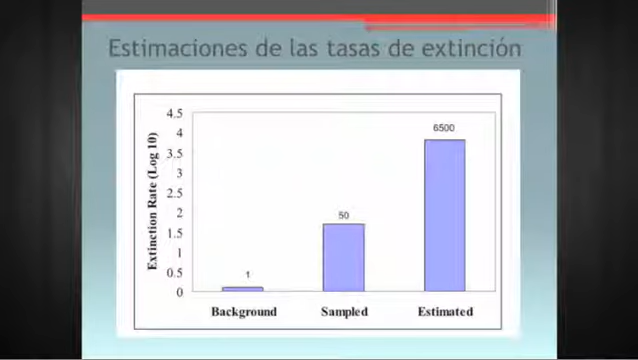 Estimaciones de las tasas de extinción
Extinction Rate (Log 10)
4.5
4
3.5
3
2.5
2
1.5
1
0.5
0
1
50
6500
Background
Sampled
Estimated